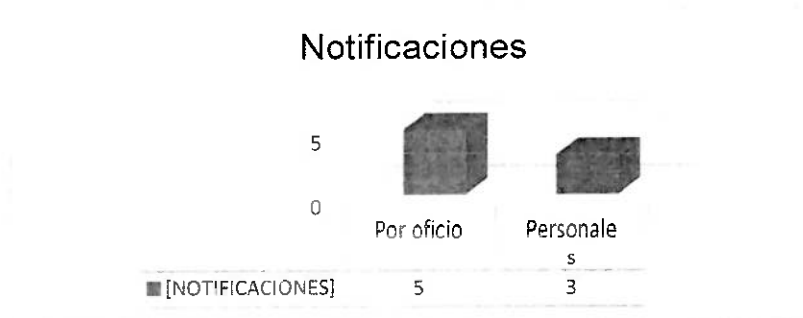 Notificaciones
5
0
Por oficio
Personale
s
[NOTIFICACIONES] 5 3